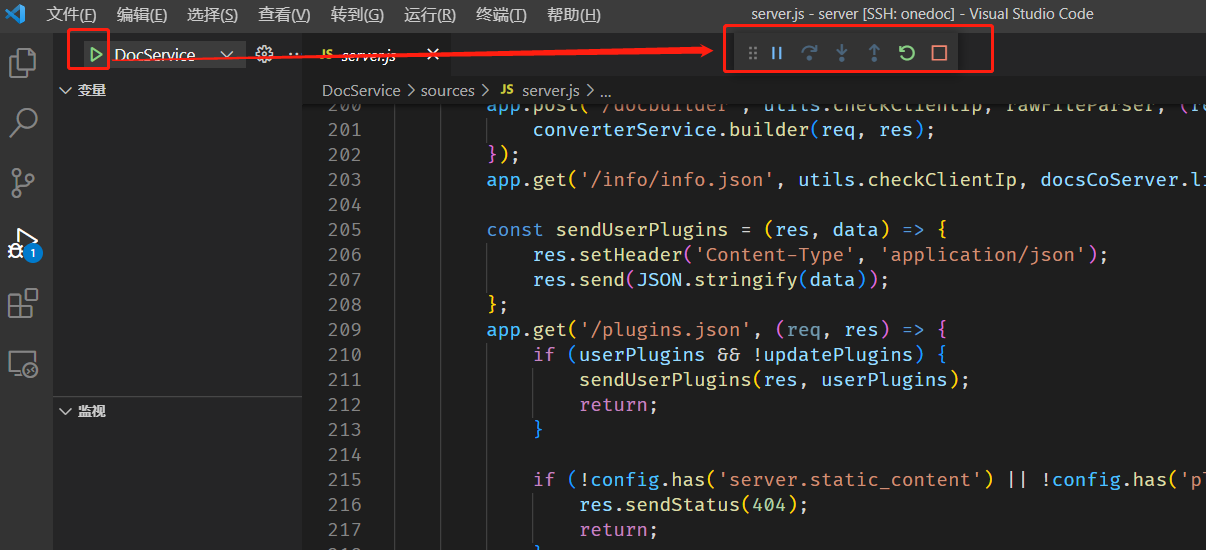 文件(F) 编辑(E) 选择(S) 查看(V) 转到(G) 运行(R) 终端(T) 帮助(H) server.js - server [SSH: onedoc] - Visual Studio Code
DocService JS server.js
变量
DocService > sources > JS server.js > ...
200 app.post('/docbuilder', utils.checkClientIp, rawFileParser, (re
201 converterService.builder(req, res);
202 });
203 app.get('/info/info.json', utils.checkClientIp, docsCoServer.li
204
205 const sendUserPlugins = (res, data) => {
206 res.setHeader('Content-Type', 'application/json');
207 res.send(JSON.stringify(data));
208 };
209 app.get('/plugins.json', (req, res) => {
210 if (userPlugins && !updatePlugins) {
211 sendUserPlugins(res, userPlugins);
212 return;
213 }
214
215 if (!config.has('server.static_content') || !config.has('pl
216 res.sendStatus(404);
217 return;
1
监视